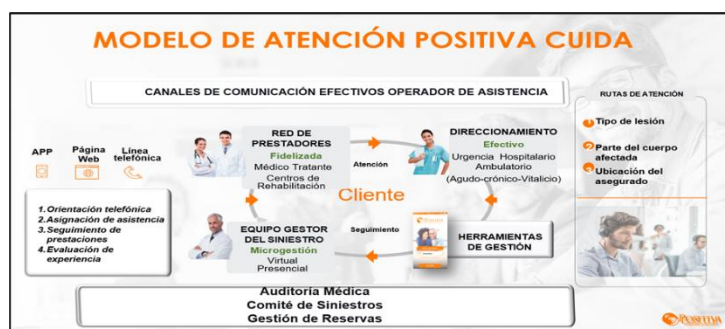 MODELO DE ATENCIÓN POSITIVA CUIDA
CANALES DE COMUNICACIÓN EFECTIVOS OPERADOR DE ASISTENCIA
APP
Página
Web
Línea
telefónica
1.Orientación telefónica
2.Asignación de asistencia
3.Seguimiento de
prestaciones
4.Evaluación de
experiencia
RED DE
PRESTADORES
Fidelizada
Médico Tratante
Centros de
Rehabilitación
Atención
DIRECCIONAMIENTO
Efectivo
Urgencia Hospitalario
Ambulatorio
(Agudo-crónico-Vitalicio)
Cliente
EQUIPO GESTOR
DEL SINIESTRO
Microgestión
Virtual
Presencial
Seguimiento
HERRAMIENTAS
DE GESTIÓN
Auditoría Médica
Comité de Siniestros
Gestión de Reservas
RUTAS DE ATENCIÓN
1 Tipo de lesión
2 Parte del cuerpo
afectada
3 Ubicación del
asegurado
POSITIVA